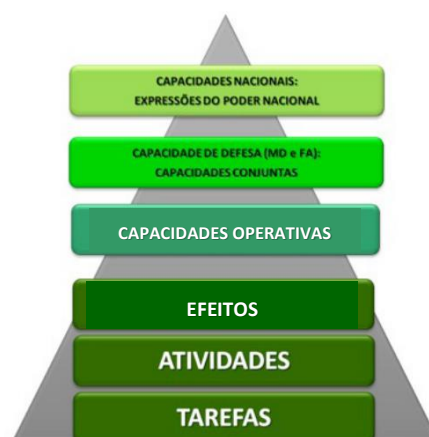 CAPACIDADES NACIONAIS:
EXPRESSÕES DO PODER NACIONAL
CAPACIDADE DE DEFESA (MD e FA):
CAPACIDADES CONJUNTAS
CAPACIDADES OPERATIVAS
EFEITOS
ATIVIDADES
TAREFAS